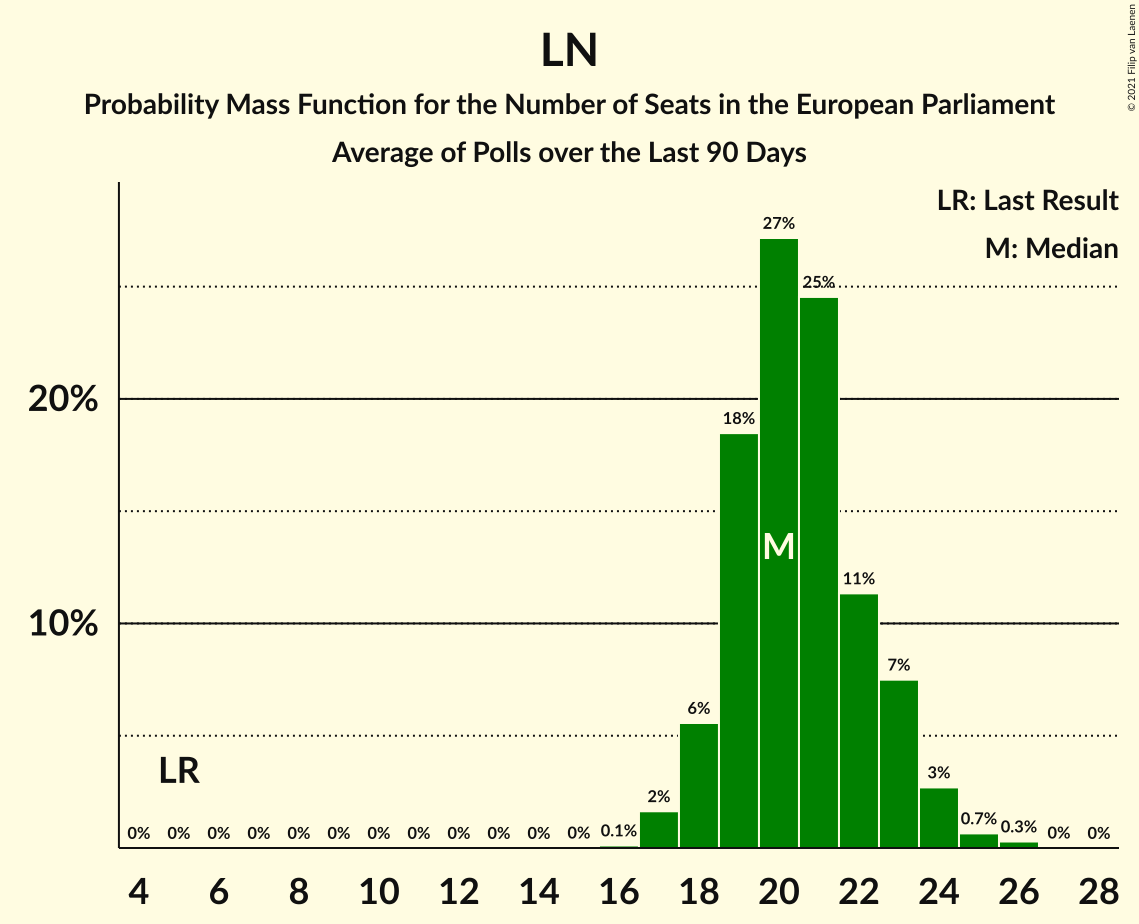 LN
Probability Mass Function for the Number of Seats in the European Parliament
Average of Polls over the Last 90 Days
© 2021 Filip van Laenen
LR: Last Result
M: Median
20%
10%
0% 0% 0% 0% 0% 0% 0% 0% 0% 0% 0% 0% 0.1% 2% 6% 18% 27% 25% 11% 7% 3% 0.7% 0.3% 0% 0%
LR
M
4 6 8 10 12 14 16 18 20 22 24 26 28